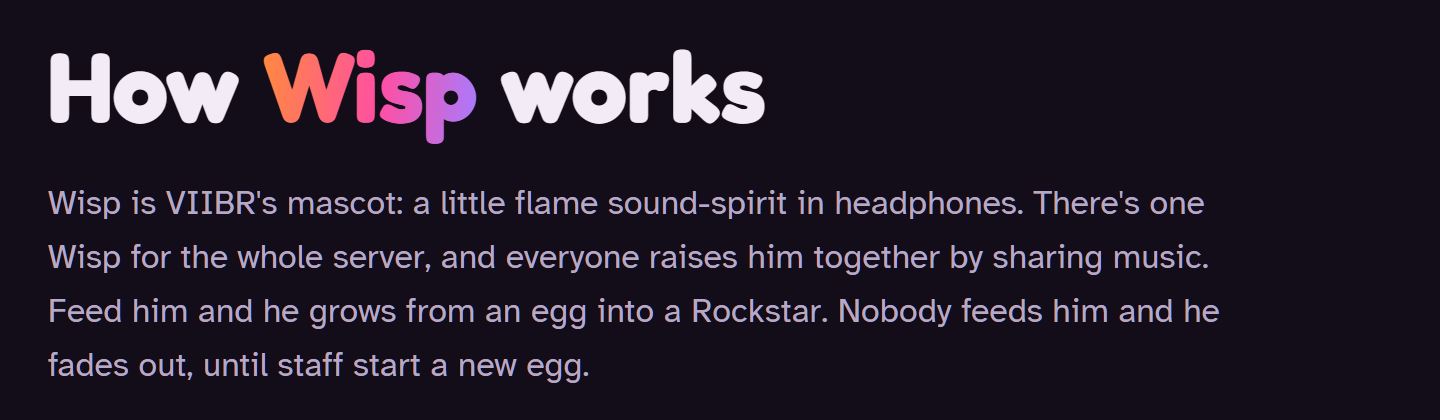 How Wisp works
Wisp is VIIBR's mascot: a little flame sound-spirit in headphones. There's one
Wisp for the whole server, and everyone raises him together by sharing music.
Feed him and he grows from an egg into a Rockstar. Nobody feeds him and he
fades out, until staff start a new egg.